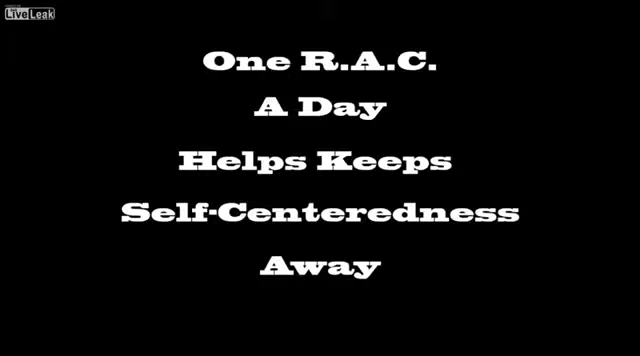 LiveLeak
One R.A.C.
A Day
Helps Keeps
Self-Centeredness
Away